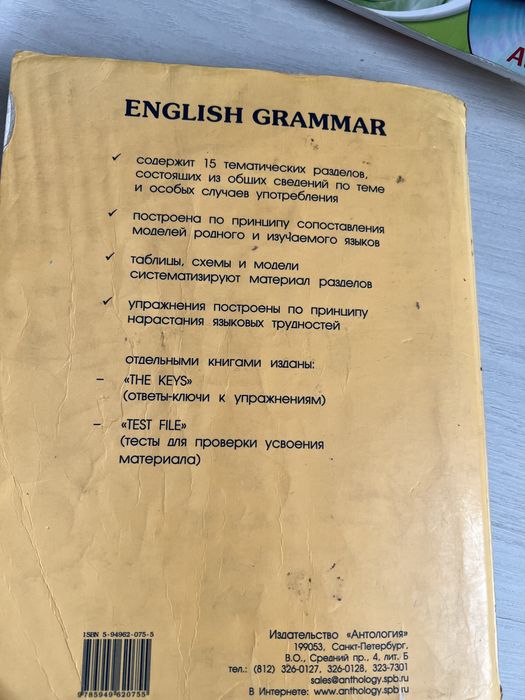 ENGLISH GRAMMAR
✓ содержит 15 тематических разделов,
состоящих из общих сведений по теме
и особых случаев употребления
✓ построена по принципу сопоставления
моделей родного и изучаемого языков
✓ таблицы, схемы и модели
систематизируют материал разделов
✓ упражнения построены по принципу
нарастания языковых трудностей
отдельными книгами изданы:
– «THE KEYS»
(ответы-ключи к упражнениям)
– «TEST FILE»
(тесты для проверки усвоения
материала)
ISBN 5-94962-075-5
9785949620755
Издательство «Антология»
199053, Санкт-Петербург,
В.О., Средний пр., 4, лит. Б
тел.: (812) 326-0127, 326-0128, 323-7301
sales@anthology.spb.ru
В Интернете: www.anthology.spb.ru